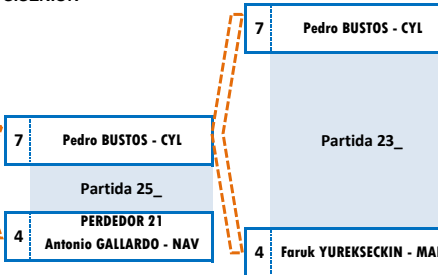 7 Pedro BUSTOS - CYL
Partida 23_
4 Faruk YUREKSECKIN - MA
7 Pedro BUSTOS - CYL
Partida 25_
PERDEDOR 21
4 Antonio GALLARDO - NAV